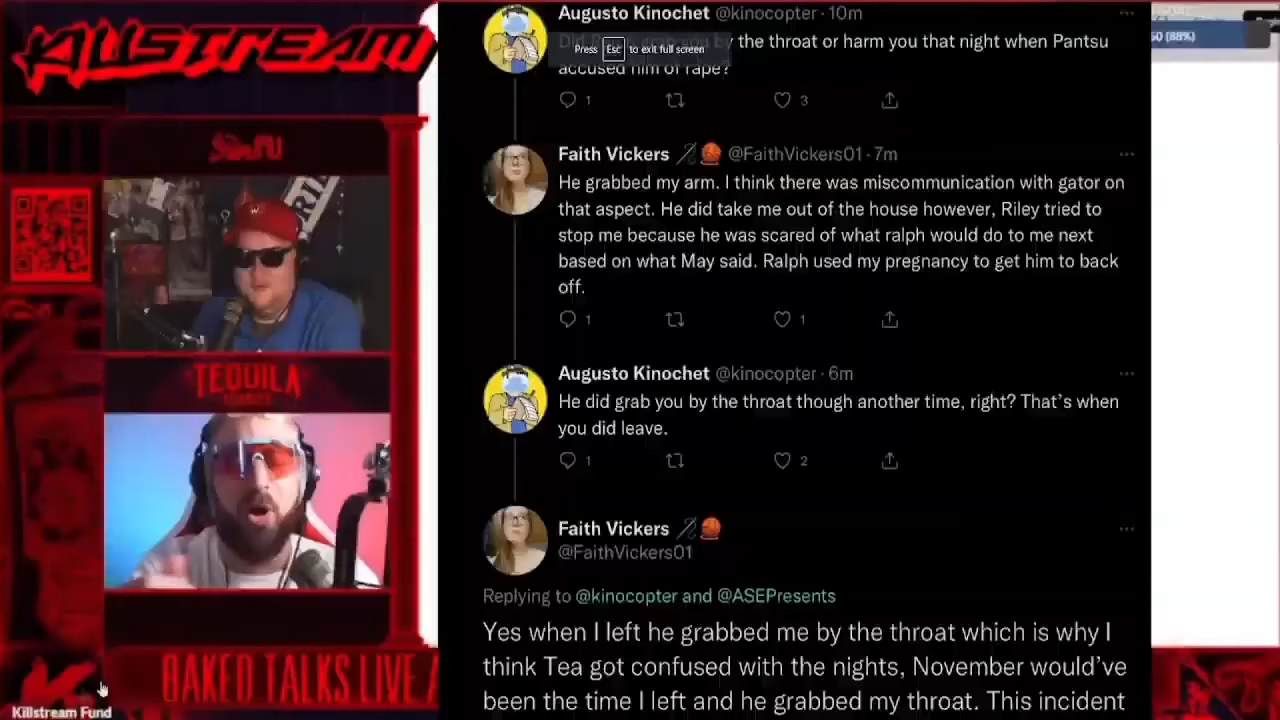 KILLSTREAM
Augusto Kinochet @kinocopter · 10m
50 (88%)
by the throat or harm you that night when Pantsu
Press Esc to exit full screen
accused him of rape?
1
3
Faith Vickers @FaithVickers01 · 7m
He grabbed my arm. I think there was miscommunication with gator on
that aspect. He did take me out of the house however, Riley tried to
stop me because he was scared of what ralph would do to me next
based on what May said. Ralph used my pregnancy to get him to back
off.
1
1
TEQUILA
Augusto Kinochet @kinocopter · 6m
He did grab you by the throat though another time, right? That's when
you did leave.
1
2
Faith Vickers
@FaithVickers01
Replying to @kinocopter and @ASEPresents
Yes when I left he grabbed me by the throat which is why I
think Tea got confused with the nights, November would've
been the time I left and he grabbed my throat. This incident
BAKED TALKS LIVE
Killstream Fund